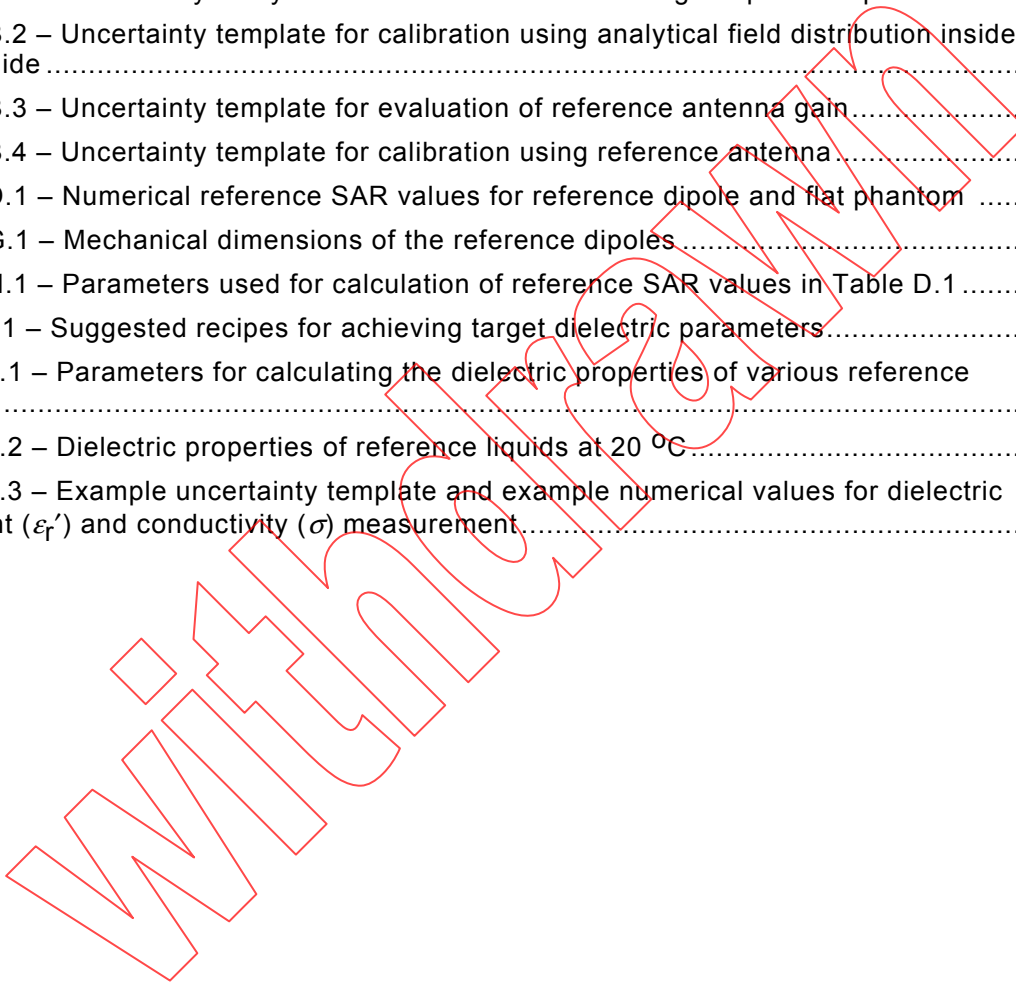 .2 – Uncertainty template for calibration using analytical field distribution inside
ide ................................................................................................................
.3 – Uncertainty template for evaluation of reference antenna gain....................
.4 – Uncertainty template for calibration using reference antenna......................
.1 – Numerical reference SAR values for reference dipole and flat phantom .....
.1 – Mechanical dimensions of the reference dipoles........................................
.1 – Parameters used for calculation of reference SAR values in Table D.1.......
1 – Suggested recipes for achieving target dielectric parameters.......................
.1 – Parameters for calculating the dielectric properties of various reference
.....................................................................................................................
.2 – Dielectric properties of reference liquids at 20 ºC.......................................
.3 – Example uncertainty template and example numerical values for dielectric
nt (εr′) and conductivity (σ) measurement...........................................................
withdrawn